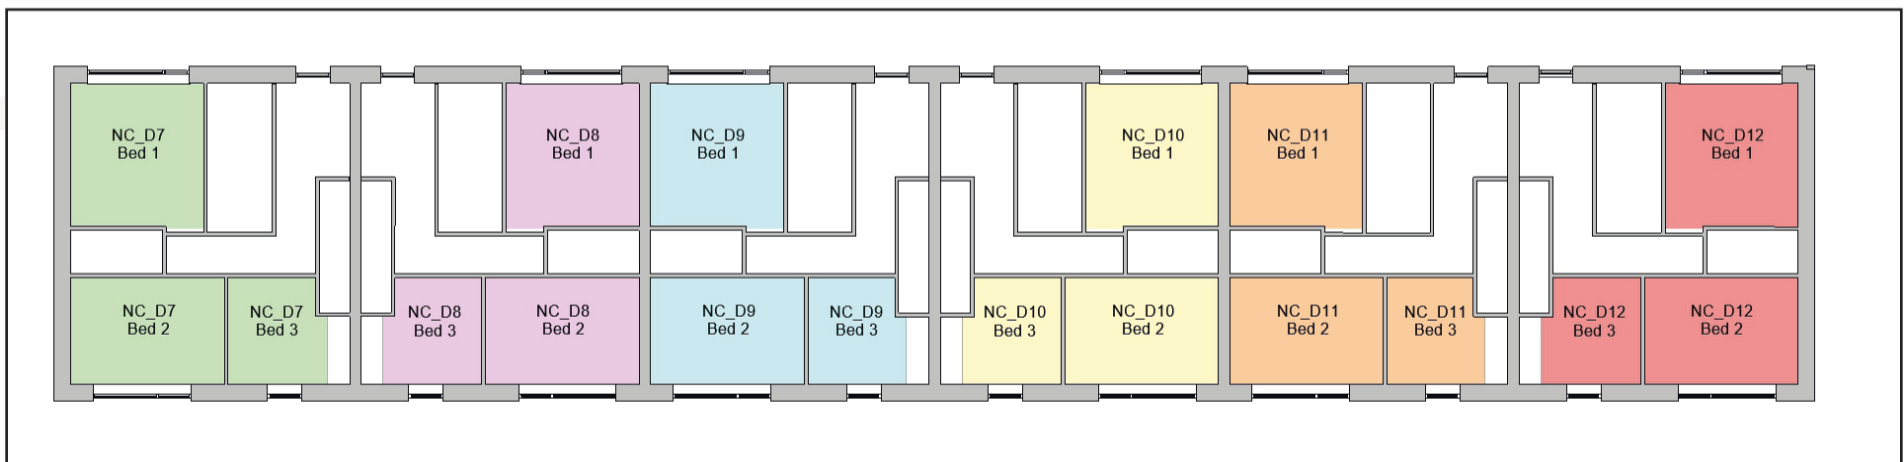 NC_D7
Bed 1
NC_D8
Bed 1
NC_D9
Bed 1
NC_D10
Bed 1
NC_D11
Bed 1
NC_D12
Bed 1
NC_D7
Bed 2
NC_D7
Bed 3
NC_D8
Bed 3
NC_D8
Bed 2
NC_D9
Bed 2
NC_D9
Bed 3
NC_D10
Bed 3
NC_D10
Bed 2
NC_D11
Bed 2
NC_D11
Bed 3
NC_D12
Bed 3
NC_D12
Bed 2